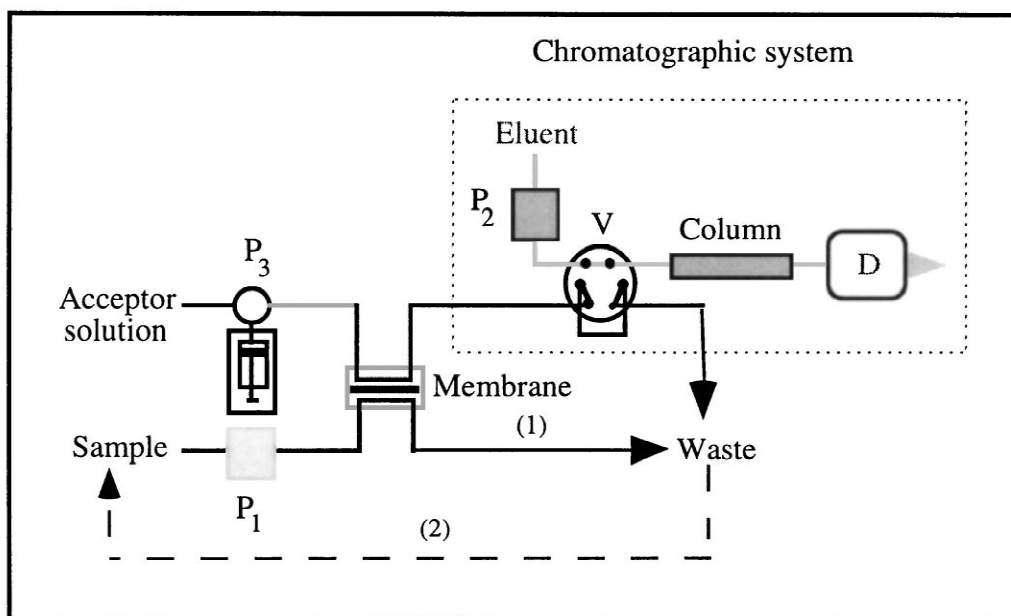 Chromatographic system
Eluent
P2
V
Column
D
P3
Acceptor
solution
Membrane
(1)
Sample
Waste
P1
(2)